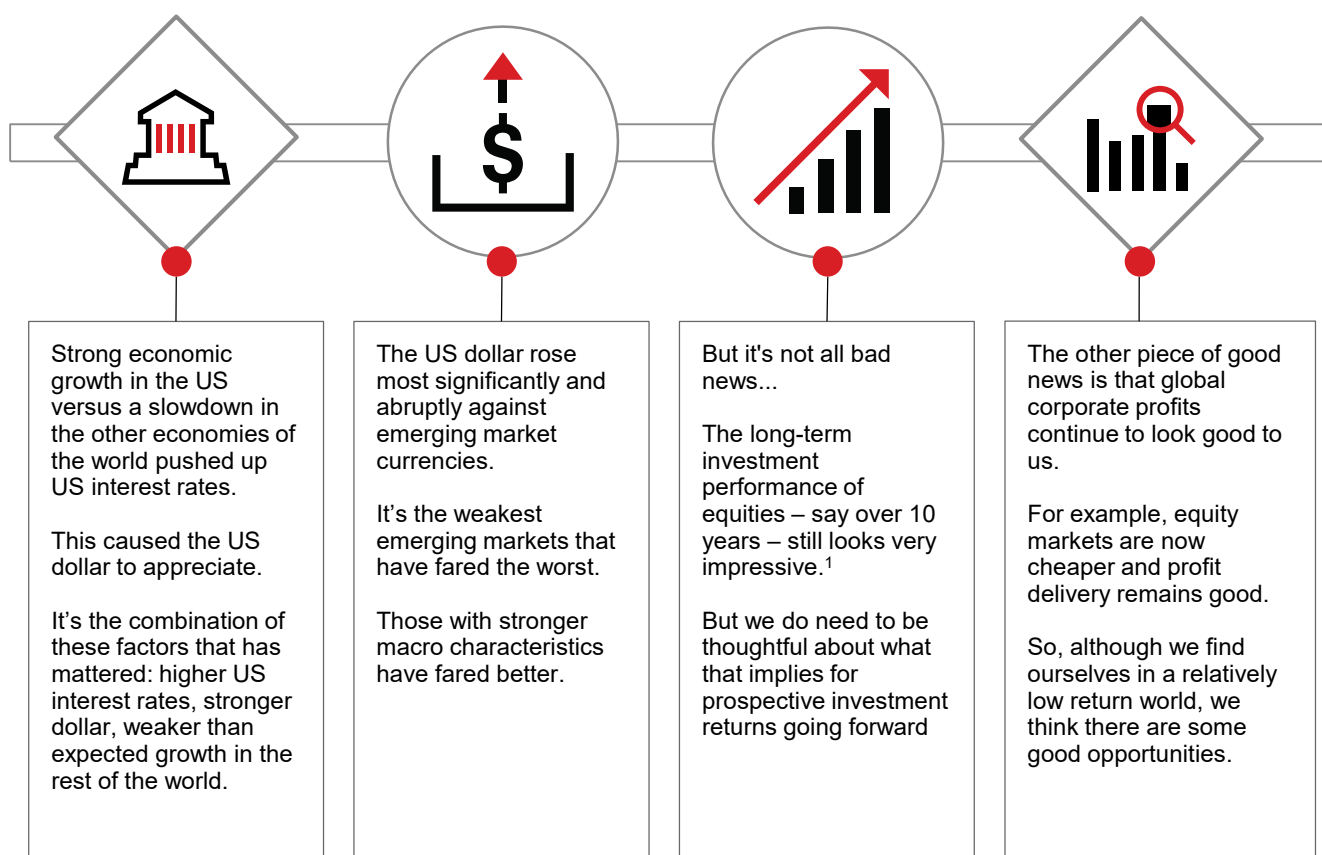 $
Strong economic
growth in the US
versus a slowdown in
the other economies of
the world pushed up
US interest rates.
This caused the US
dollar to appreciate.
It’s the combination of
these factors that has
mattered: higher US
interest rates, stronger
dollar, weaker than
expected growth in the
rest of the world.
The US dollar rose
most significantly and
abruptly against
emerging market
currencies.
It’s the weakest
emerging markets that
have fared the worst.
Those with stronger
macro characteristics
have fared better.
But it's not all bad
news...
The long-term
investment
performance of
equities – say over 10
years – still looks very
impressive.¹
But we do need to be
thoughtful about what
that implies for
prospective investment
returns going forward
The other piece of good
news is that global
corporate profits
continue to look good to
us.
For example, equity
markets are now
cheaper and profit
delivery remains good.
So, although we find
ourselves in a relatively
low return world, we
think there are some
good opportunities.